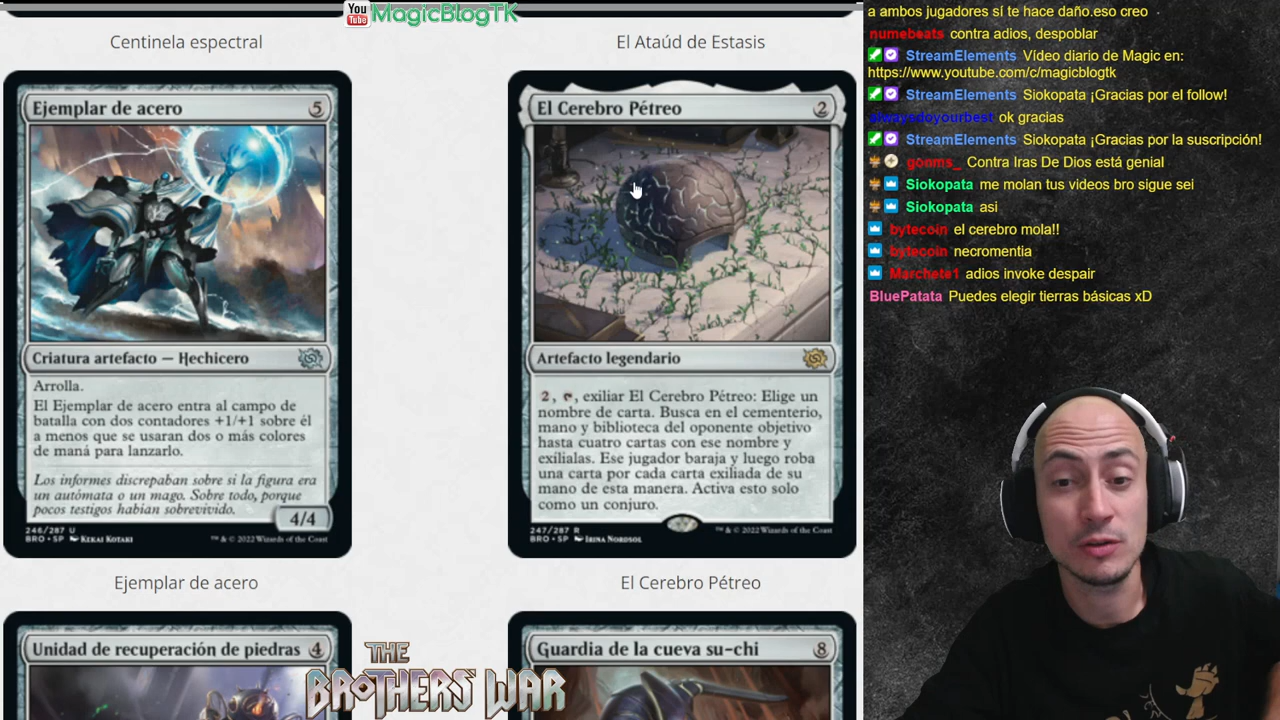 You Tube MagicBlogTK
Centinela espectral
El Ataúd de Estasis
Ejemplar de acero 5
Criatura artefacto — Hechicero
Arrolla.
El Ejemplar de acero entra al campo de
batalla con dos contadores +1/+1 sobre él
a menos que se usaran dos o más colores
de maná para lanzarlo.
Los informes discrepaban sobre si la figura era
un autómata o un mago. Sobre todo, porque
pocos testigos habían sobrevivido.
4/4
246/287 U
BRO • SP KEKAI KOTAKI
™ & © 2022 Wizards of the Coast
Ejemplar de acero
El Cerebro Pétreo 2
Artefacto legendario
2, , exiliar El Cerebro Pétreo: Elige un
nombre de carta. Busca en el cementerio,
mano y biblioteca del oponente objetivo
hasta cuatro cartas con ese nombre y
exílialas. Ese jugador baraja y luego roba
una carta por cada carta exiliada de su
mano de esta manera. Activa esto solo
como un conjuro.
247/287 R
BRO • SP IRINA NORDSOL
™ & © 2022 Wizards of the Coast
El Cerebro Pétreo
Unidad de recuperación de piedras 4
Guardia de la cueva su-chi 8
THE
BROTHERS' WAR
a ambos jugadores sí te hace daño.eso creo
numebeats contra adios, despoblar
StreamElements Vídeo diario de Magic en:
https://www.youtube.com/c/magicblogtk
StreamElements Siokopata ¡Gracias por el follow!
alwaysdoyourbest ok gracias
StreamElements Siokopata ¡Gracias por la suscripción!
gooms_ Contra Iras De Dios está genial
Siokopata me molan tus videos bro sigue sei
Siokopata asi
bytecoin el cerebro mola!!
bytecoin necromentia
Marchete1 adios invoke despair
BluePatata Puedes elegir tierras básicas xD